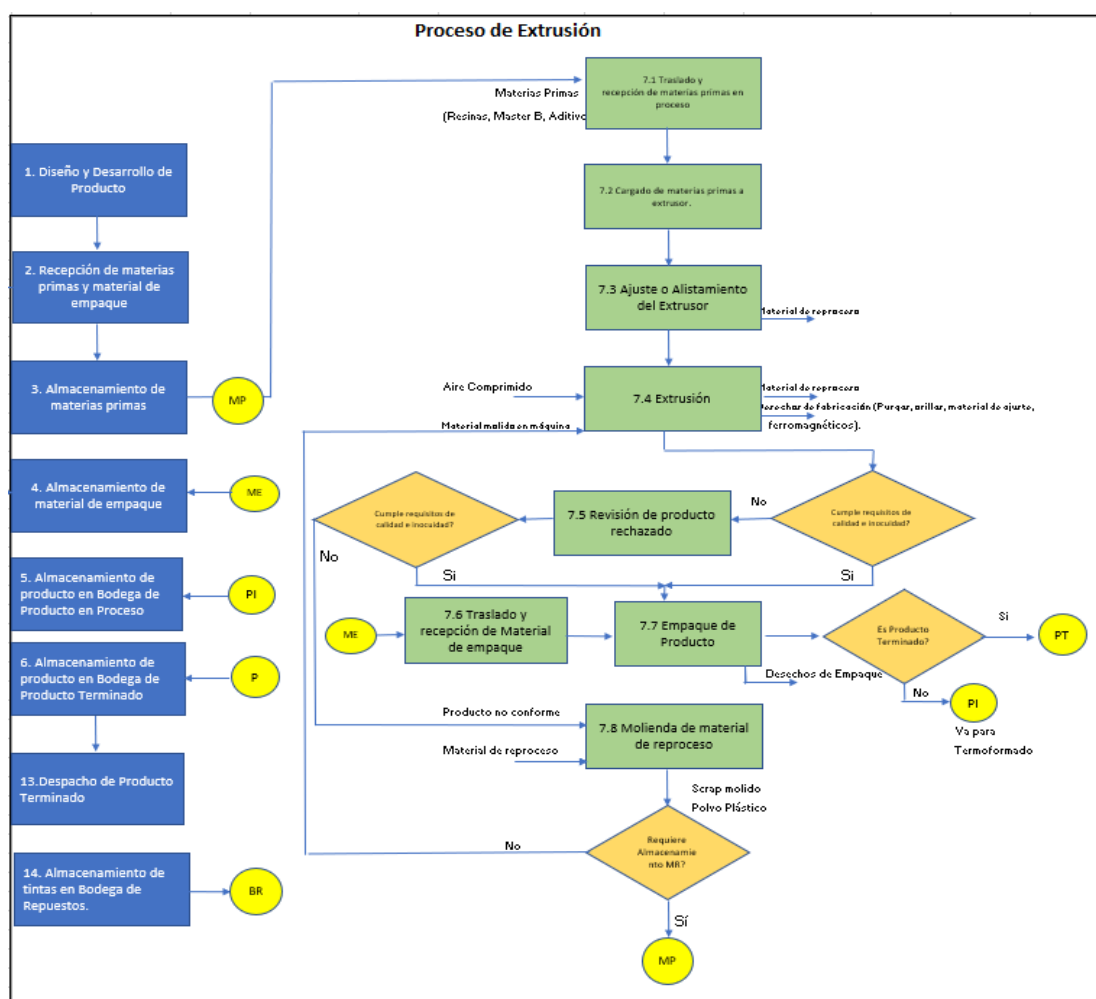 Proceso de Extrusión
1. Diseño y Desarrollo de
Producto
2. Recepción de materias
primas y material de
empaque
3. Almacenamiento de
materias primas
MP
4. Almacenamiento de
material de empaque
ME
5. Almacenamiento de
producto en Bodega de
Producto en Proceso
PI
6. Almacenamiento de
producto en Bodega de
Producto Terminado
P
13.Despacho de Producto
Terminado
14. Almacenamiento de
tintas en Bodega de
Repuestos.
BR
Materias Primas
(Resinas, Master B, Aditivo
7.1 Traslado y
recepción de materias primas en
proceso
7.2 Cargado de materias primas a
extrusor.
7.3 Ajuste o Alistamiento
del Extrusor
Material de reproceso
Aire Comprimido
Material molido en máquina
7.4 Extrusión
Material de reproceso
Desechos de fabricación (Purgas, orillas, material de ajuste,
ferromagnéticos).
Cumple requisitos de
calidad e inocuidad?
No
7.5 Revisión de producto
rechazado
No
Cumple requisitos de
calidad e inocuidad?
Si
Si
ME
7.6 Traslado y
recepción de Material
de empaque
7.7 Empaque de
Producto
Desechos de Empaque
Es Producto
Terminado?
Si
PT
No
PI
Va para
Termoformado
Producto no conforme
Material de reproceso
7.8 Molienda de material
de reproceso
Scrap molido
Polvo Plástico
No
Requiere
Almacenamie
nto MR?
Sí
MP